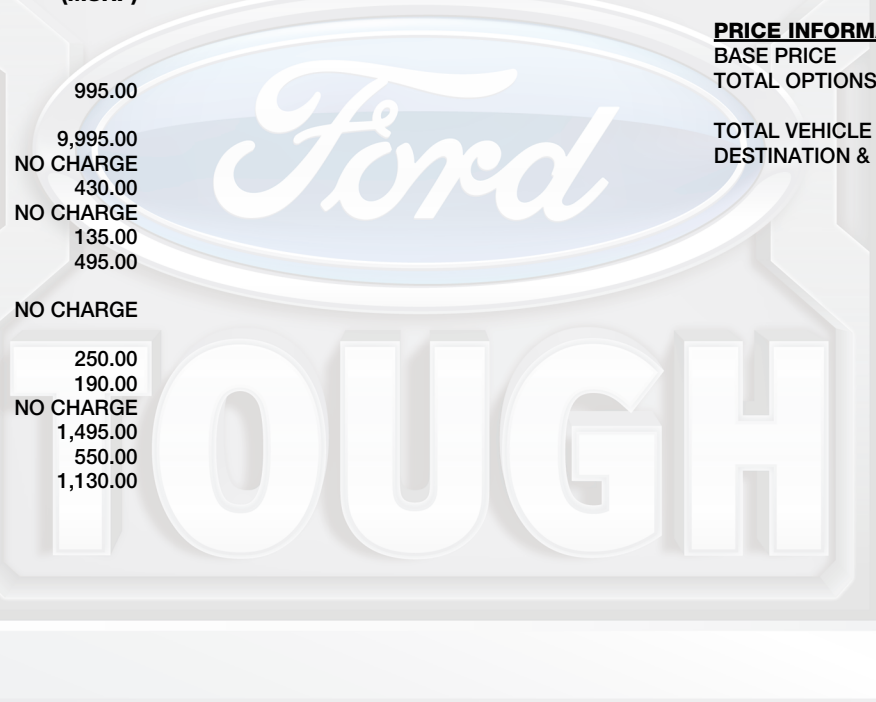 (MSRP)
995.00
9,995.00
NO CHARGE
430.00
NO CHARGE
135.00
495.00
NO CHARGE
250.00
190.00
NO CHARGE
1,495.00
550.00
1,130.00
PRICE INFORMA
BASE PRICE
TOTAL OPTIONS
TOTAL VEHICLE
DESTINATION &
Ford
TOUGH